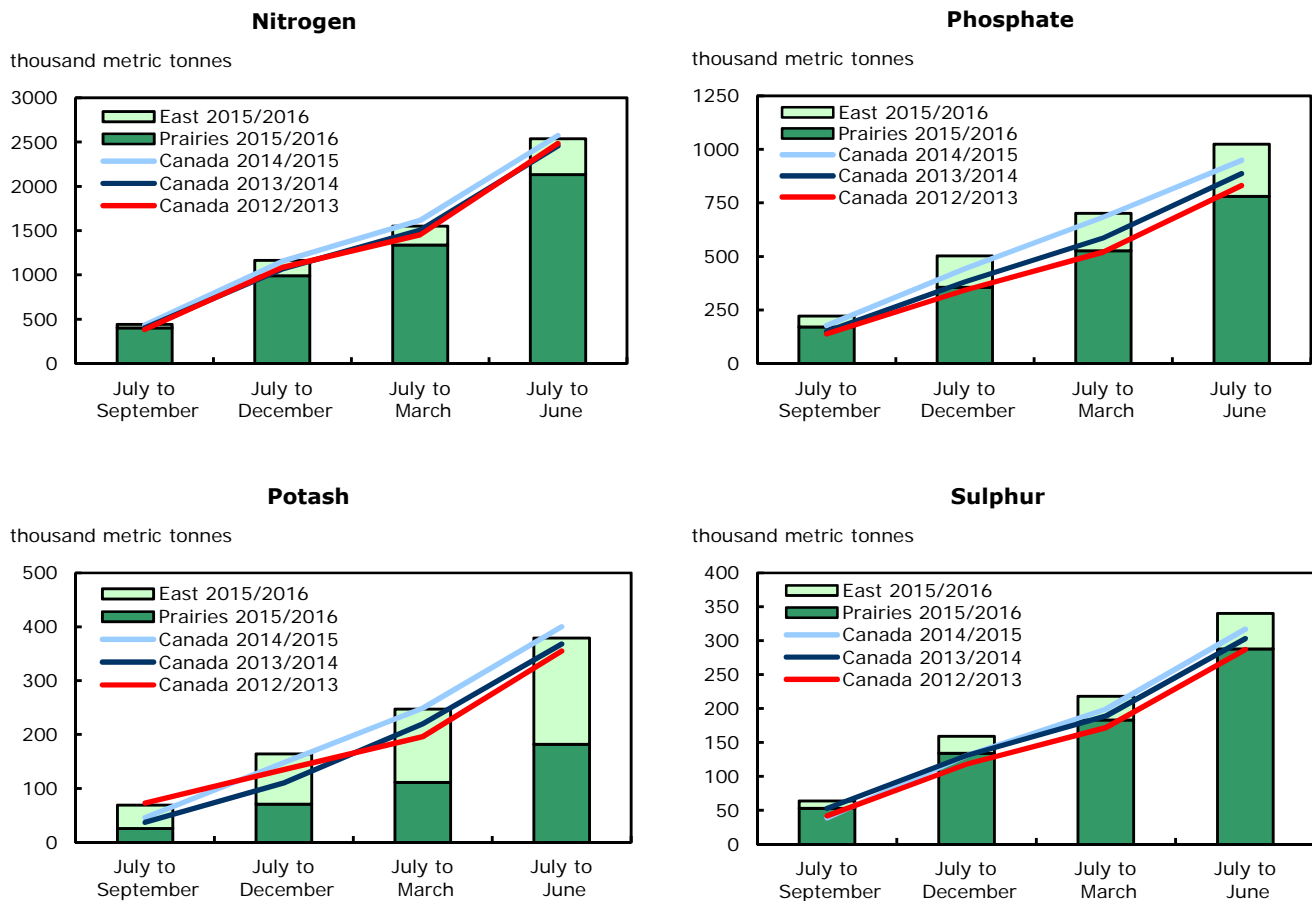 Nitrogen
thousand metric tonnes
3000
2500
2000
1500
1000
500
0
East 2015/2016
Prairies 2015/2016
Canada 2014/2015
Canada 2013/2014
Canada 2012/2013
July to September
July to December
July to March
July to June
Phosphate
thousand metric tonnes
1250
1000
750
500
250
0
East 2015/2016
Prairies 2015/2016
Canada 2014/2015
Canada 2013/2014
Canada 2012/2013
July to September
July to December
July to March
July to June
Potash
thousand metric tonnes
500
400
300
200
100
0
East 2015/2016
Prairies 2015/2016
Canada 2014/2015
Canada 2013/2014
Canada 2012/2013
July to September
July to December
July to March
July to June
Sulphur
thousand metric tonnes
400
350
300
250
200
150
100
50
0
East 2015/2016
Prairies 2015/2016
Canada 2014/2015
Canada 2013/2014
Canada 2012/2013
July to September
July to December
July to March
July to June